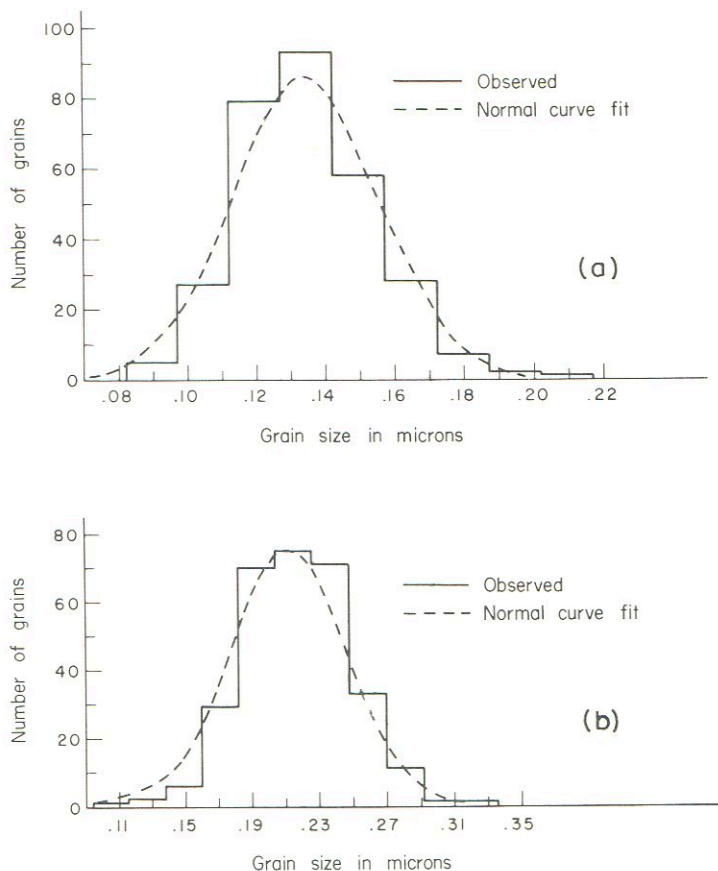 100
80
60
40
20
0
Number of grains
Observed
Normal curve fit
(a)
.08 .10 .12 .14 .16 .18 .20 .22
Grain size in microns
80
60
40
20
0
Number of grains
Observed
Normal curve fit
(b)
.11 .15 .19 .23 .27 .31 .35
Grain size in microns